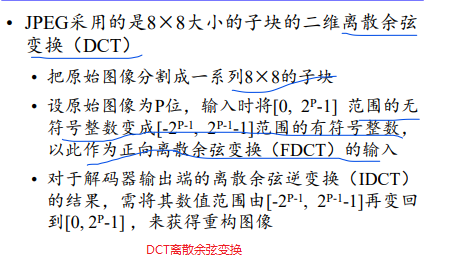 • JPEG采用的是8×8大小的子块的二维离散余弦
变换（DCT）
• 把原始图像分割成一系列8×8的子块
• 设原始图像为P位，输入时将[0, 2ᴾ-1] 范围的无
符号整数变成[-2ᴾ⁻¹, 2ᴾ⁻¹-1]范围的有符号整数，
以此作为正向离散余弦变换（FDCT）的输入
• 对于解码器输出端的离散余弦逆变换（IDCT）
的结果，需将其数值范围由[-2ᴾ⁻¹, 2ᴾ⁻¹-1]再变回
到[0, 2ᴾ-1] ，来获得重构图像
DCT离散余弦变换